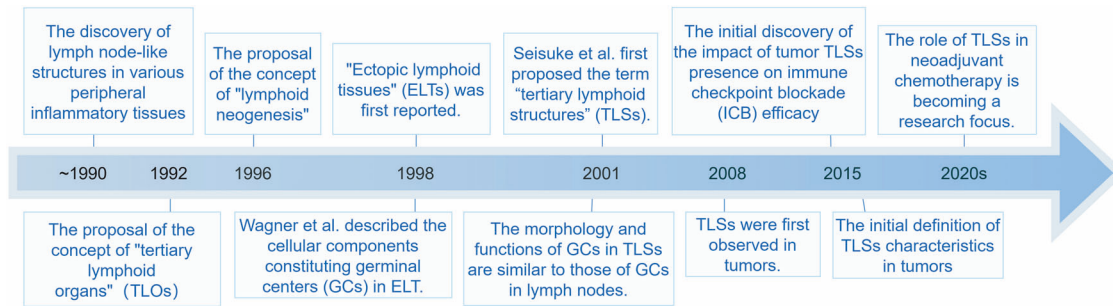 The discovery of
lymph node-like
structures in various
peripheral
inflammatory tissues
The proposal
of the concept
of "lymphoid
neogenesis"
"Ectopic lymphoid
tissues" (ELTs) was
first reported.
Seisuke et al. first
proposed the term
“tertiary lymphoid
structures” (TLSs).
The initial discovery of
the impact of tumor TLSs
presence on immune
checkpoint blockade
(ICB) efficacy
The role of TLSs in
neoadjuvant
chemotherapy is
becoming a
research focus.
~1990 1992 1996 1998 2001 2008 2015 2020s
The proposal of the
concept of "tertiary
lymphoid
organs" (TLOs)
Wagner et al. described the
cellular components
constituting germinal
centers (GCs) in ELT.
The morphology and
functions of GCs in TLSs
are similar to those of GCs
in lymph nodes.
TLSs were first
observed in
tumors.
The initial definition of
TLSs characteristics
in tumors